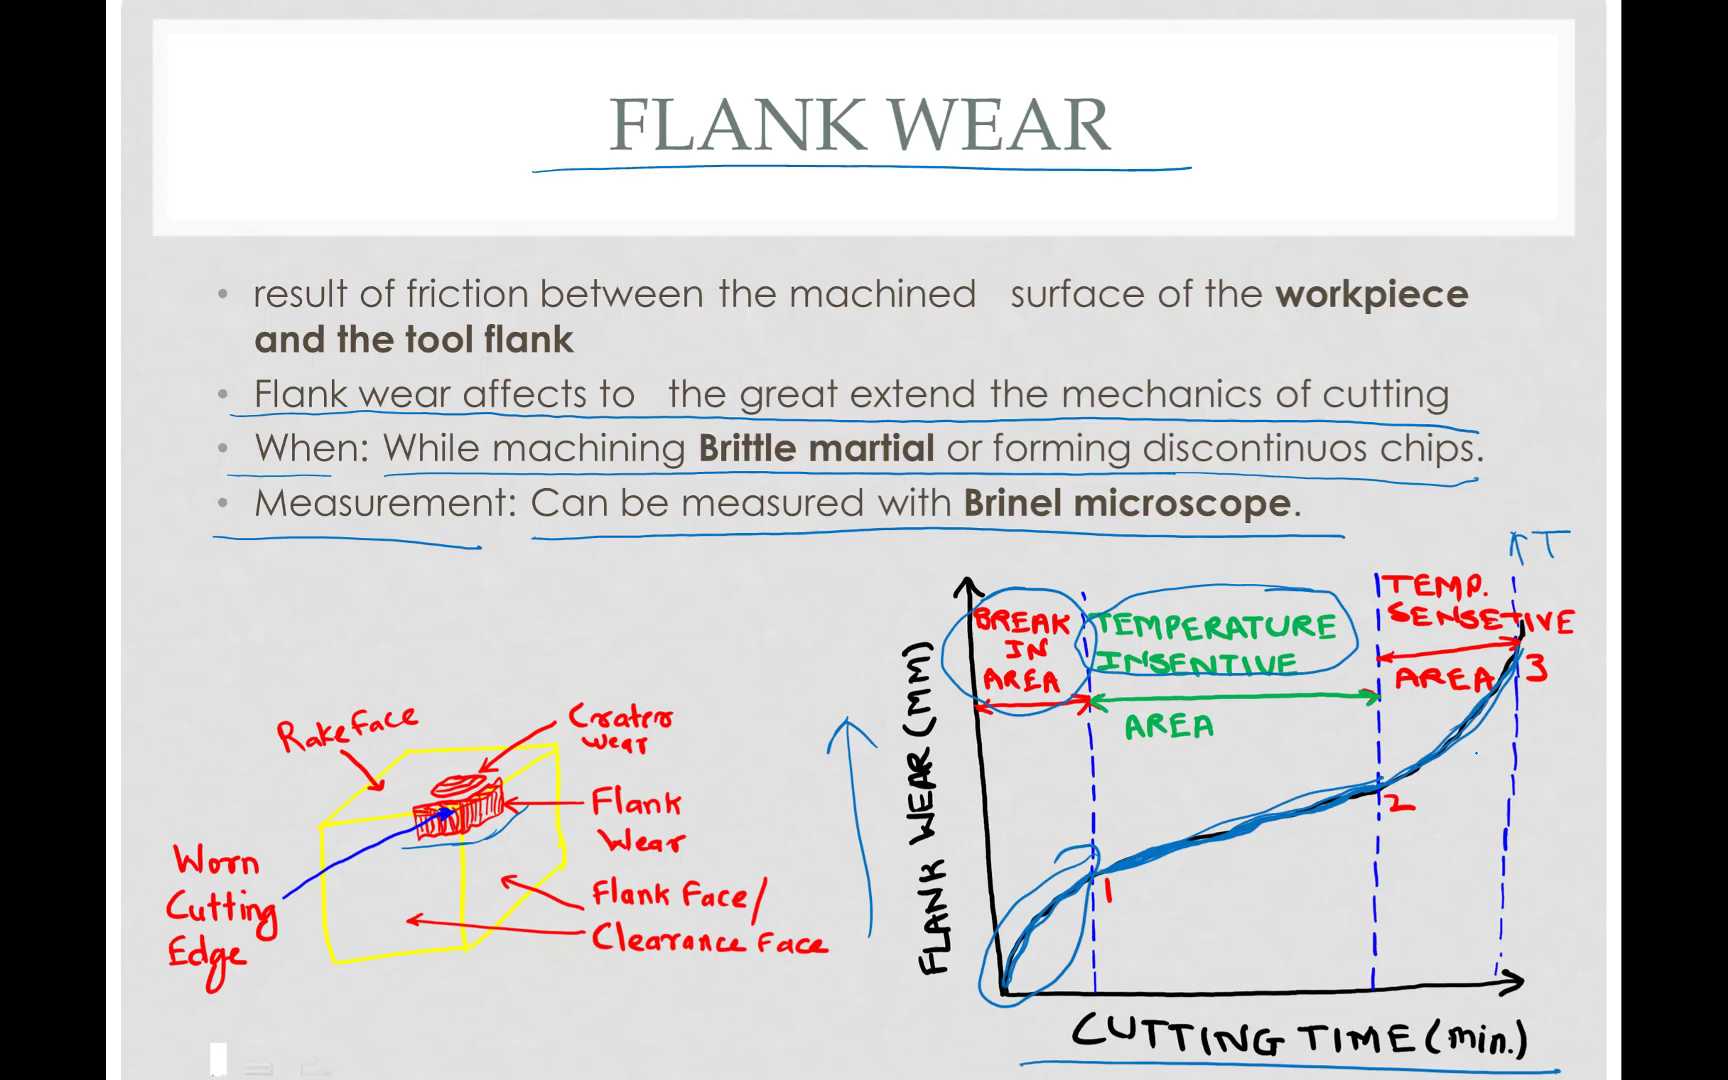 FLANK WEAR
• result of friction between the machined surface of the workpiece
and the tool flank
• Flank wear affects to the great extend the mechanics of cutting
• When: While machining Brittle martial or forming discontinuos chips.
• Measurement: Can be measured with Brinel microscope.
Rake Face
Crater
wear
Flank
Wear
Worn
Cutting
Edge
Flank Face/
Clearance Face
T
BREAK
IN
AREA
TEMPERATURE
INSENTIVE
AREA
TEMP.
SENSETIVE
AREA
1
2
3
FLANK WEAR (MM)
CUTTING TIME (min.)